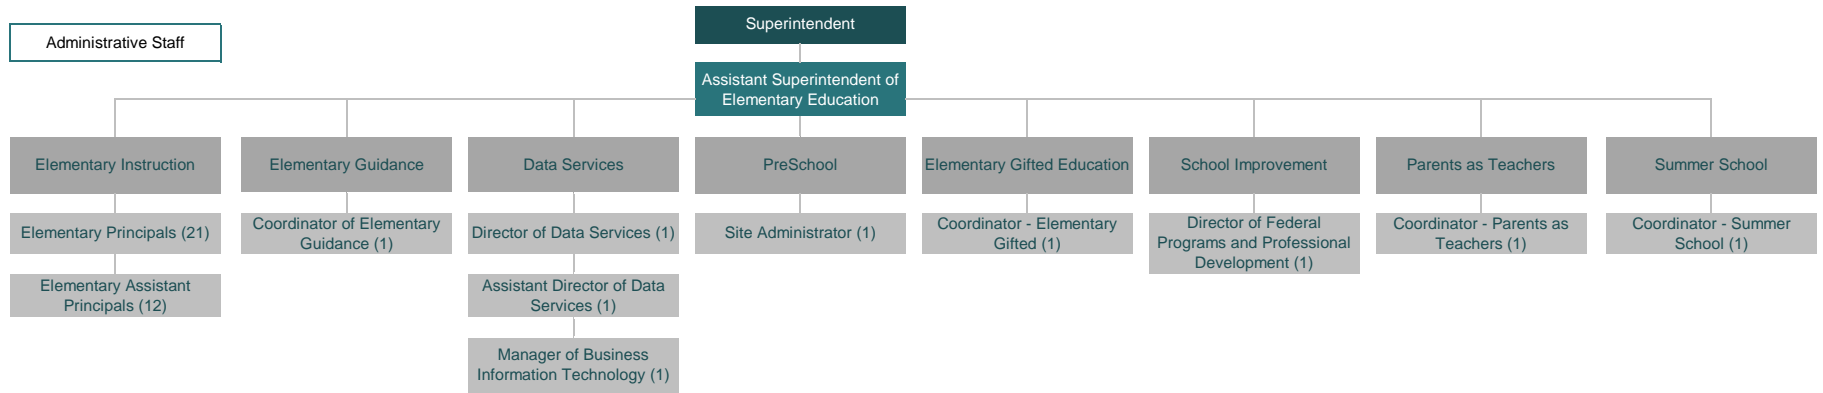 Superintendent
Administrative Staff
Assistant Superintendent of
Elementary Education
Elementary Instruction
Elementary Guidance
Data Services
PreSchool
Elementary Gifted Education
School Improvement
Parents as Teachers
Summer School
Elementary Principals (21)
Coordinator of Elementary
Guidance (1)
Director of Data Services (1)
Site Administrator (1)
Coordinator - Elementary
Gifted (1)
Director of Federal
Programs and Professional
Development (1)
Coordinator - Parents as
Teachers (1)
Coordinator - Summer
School (1)
Elementary Assistant
Principals (12)
Assistant Director of Data
Services (1)
Manager of Business
Information Technology (1)